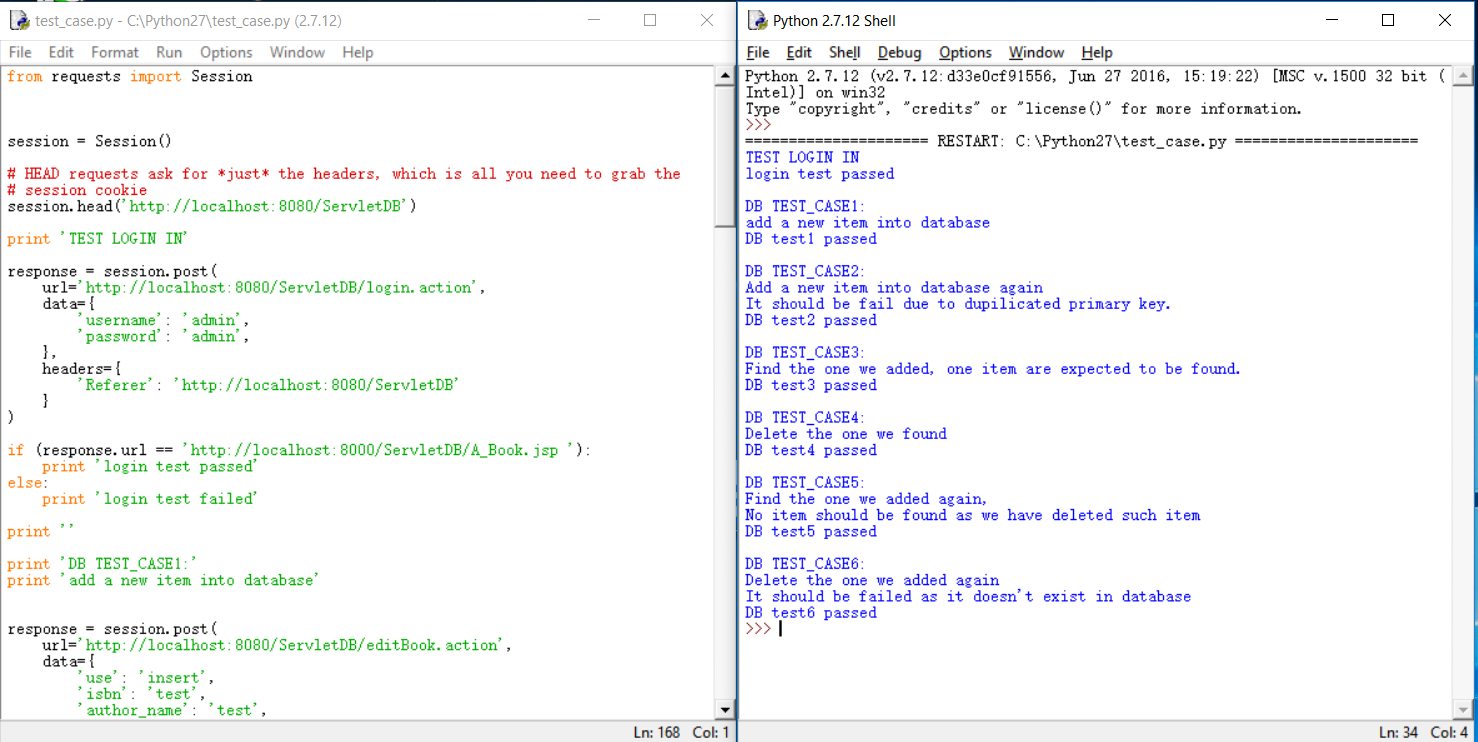 test_case.py - C:\Python27\test_case.py (2.7.12)
File Edit Format Run Options Window Help
from requests import Session
session = Session()
# HEAD requests ask for *just* the headers, which is all you need to grab the
# session cookie
session.head('http://localhost:8080/ServletDB')
print 'TEST LOGIN IN'
response = session.post(
    url='http://localhost:8080/ServletDB/login.action',
    data={
        'username': 'admin',
        'password': 'admin',
    },
    headers={
        'Referer': 'http://localhost:8080/ServletDB'
    }
)
if (response.url == 'http://localhost:8000/ServletDB/A_Book.jsp '):
    print 'login test passed'
else:
    print 'login test failed'
print ''
print 'DB TEST_CASE1:'
print 'add a new item into database'
response = session.post(
    url='http://localhost:8080/ServletDB/editBook.action',
    data={
        'use': 'insert',
        'isbn': 'test',
        'author_name': 'test',
Ln: 168 Col: 1
Python 2.7.12 Shell
File Edit Shell Debug Options Window Help
Python 2.7.12 (v2.7.12:d33e0cf91556, Jun 27 2016, 15:19:22) [MSC v.1500 32 bit (
Intel)] on win32
Type "copyright", "credits" or "license()" for more information.
>>>
===================== RESTART: C:\Python27\test_case.py =====================
TEST LOGIN IN
login test passed
DB TEST_CASE1:
add a new item into database
DB test1 passed
DB TEST_CASE2:
Add a new item into database again
It should be fail due to dupilicated primary key.
DB test2 passed
DB TEST_CASE3:
Find the one we added, one item are expected to be found.
DB test3 passed
DB TEST_CASE4:
Delete the one we found
DB test4 passed
DB TEST_CASE5:
Find the one we added again,
No item should be found as we have deleted such item
DB test5 passed
DB TEST_CASE6:
Delete the one we added again
It should be failed as it doesn't exist in database
DB test6 passed
>>>
Ln: 34 Col: 4